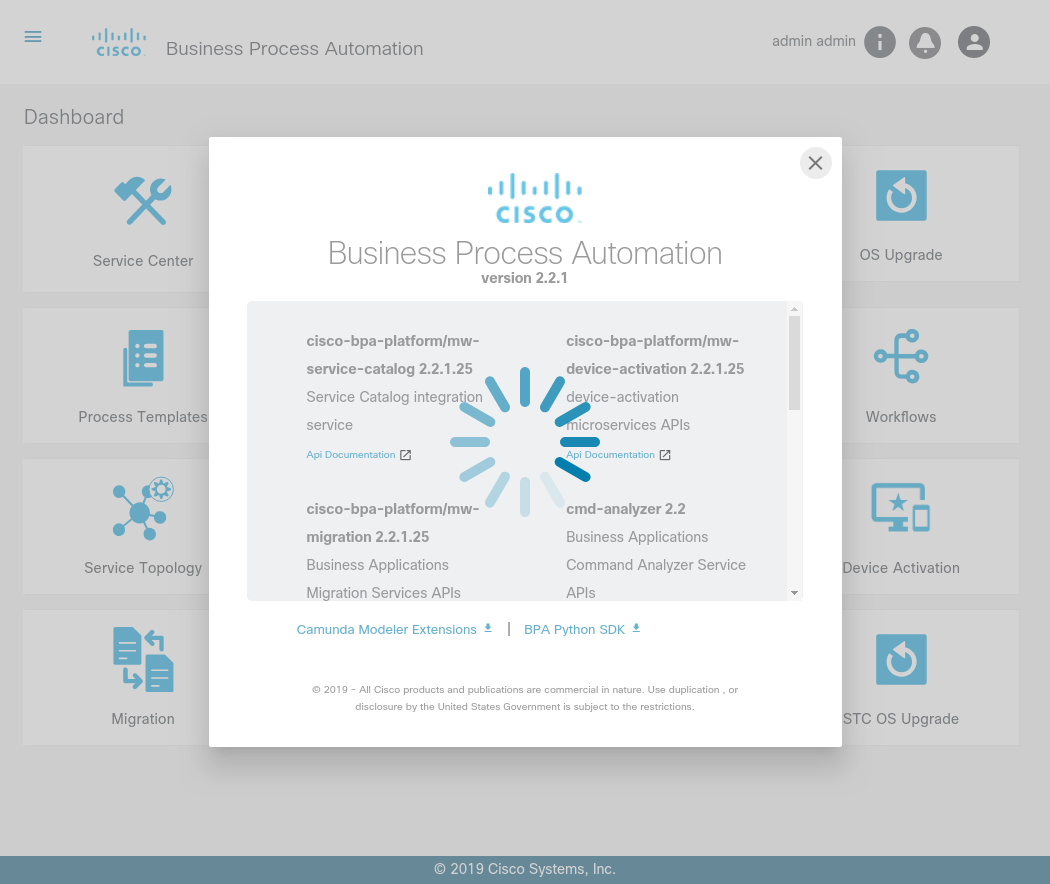 CISCO
Business Process Automation
admin admin
Dashboard
Service Center
OS Upgrade
Process Templates
Workflows
Service Topology
Device Activation
Migration
STC OS Upgrade
CISCO
Business Process Automation
version 2.2.1
cisco-bpa-platform/mw-
service-catalog 2.2.1.25
Service Catalog integration
service
Api Documentation
cisco-bpa-platform/mw-
device-activation 2.2.1.25
device-activation
microservices APIs
Api Documentation
cisco-bpa-platform/mw-
migration 2.2.1.25
Business Applications
Migration Services APIs
cmd-analyzer 2.2
Business Applications
Command Analyzer Service
APIs
Camunda Modeler Extensions | BPA Python SDK
© 2019 - All Cisco products and publications are commercial in nature. Use duplication , or
disclosure by the United States Government is subject to the restrictions.
© 2019 Cisco Systems, Inc.